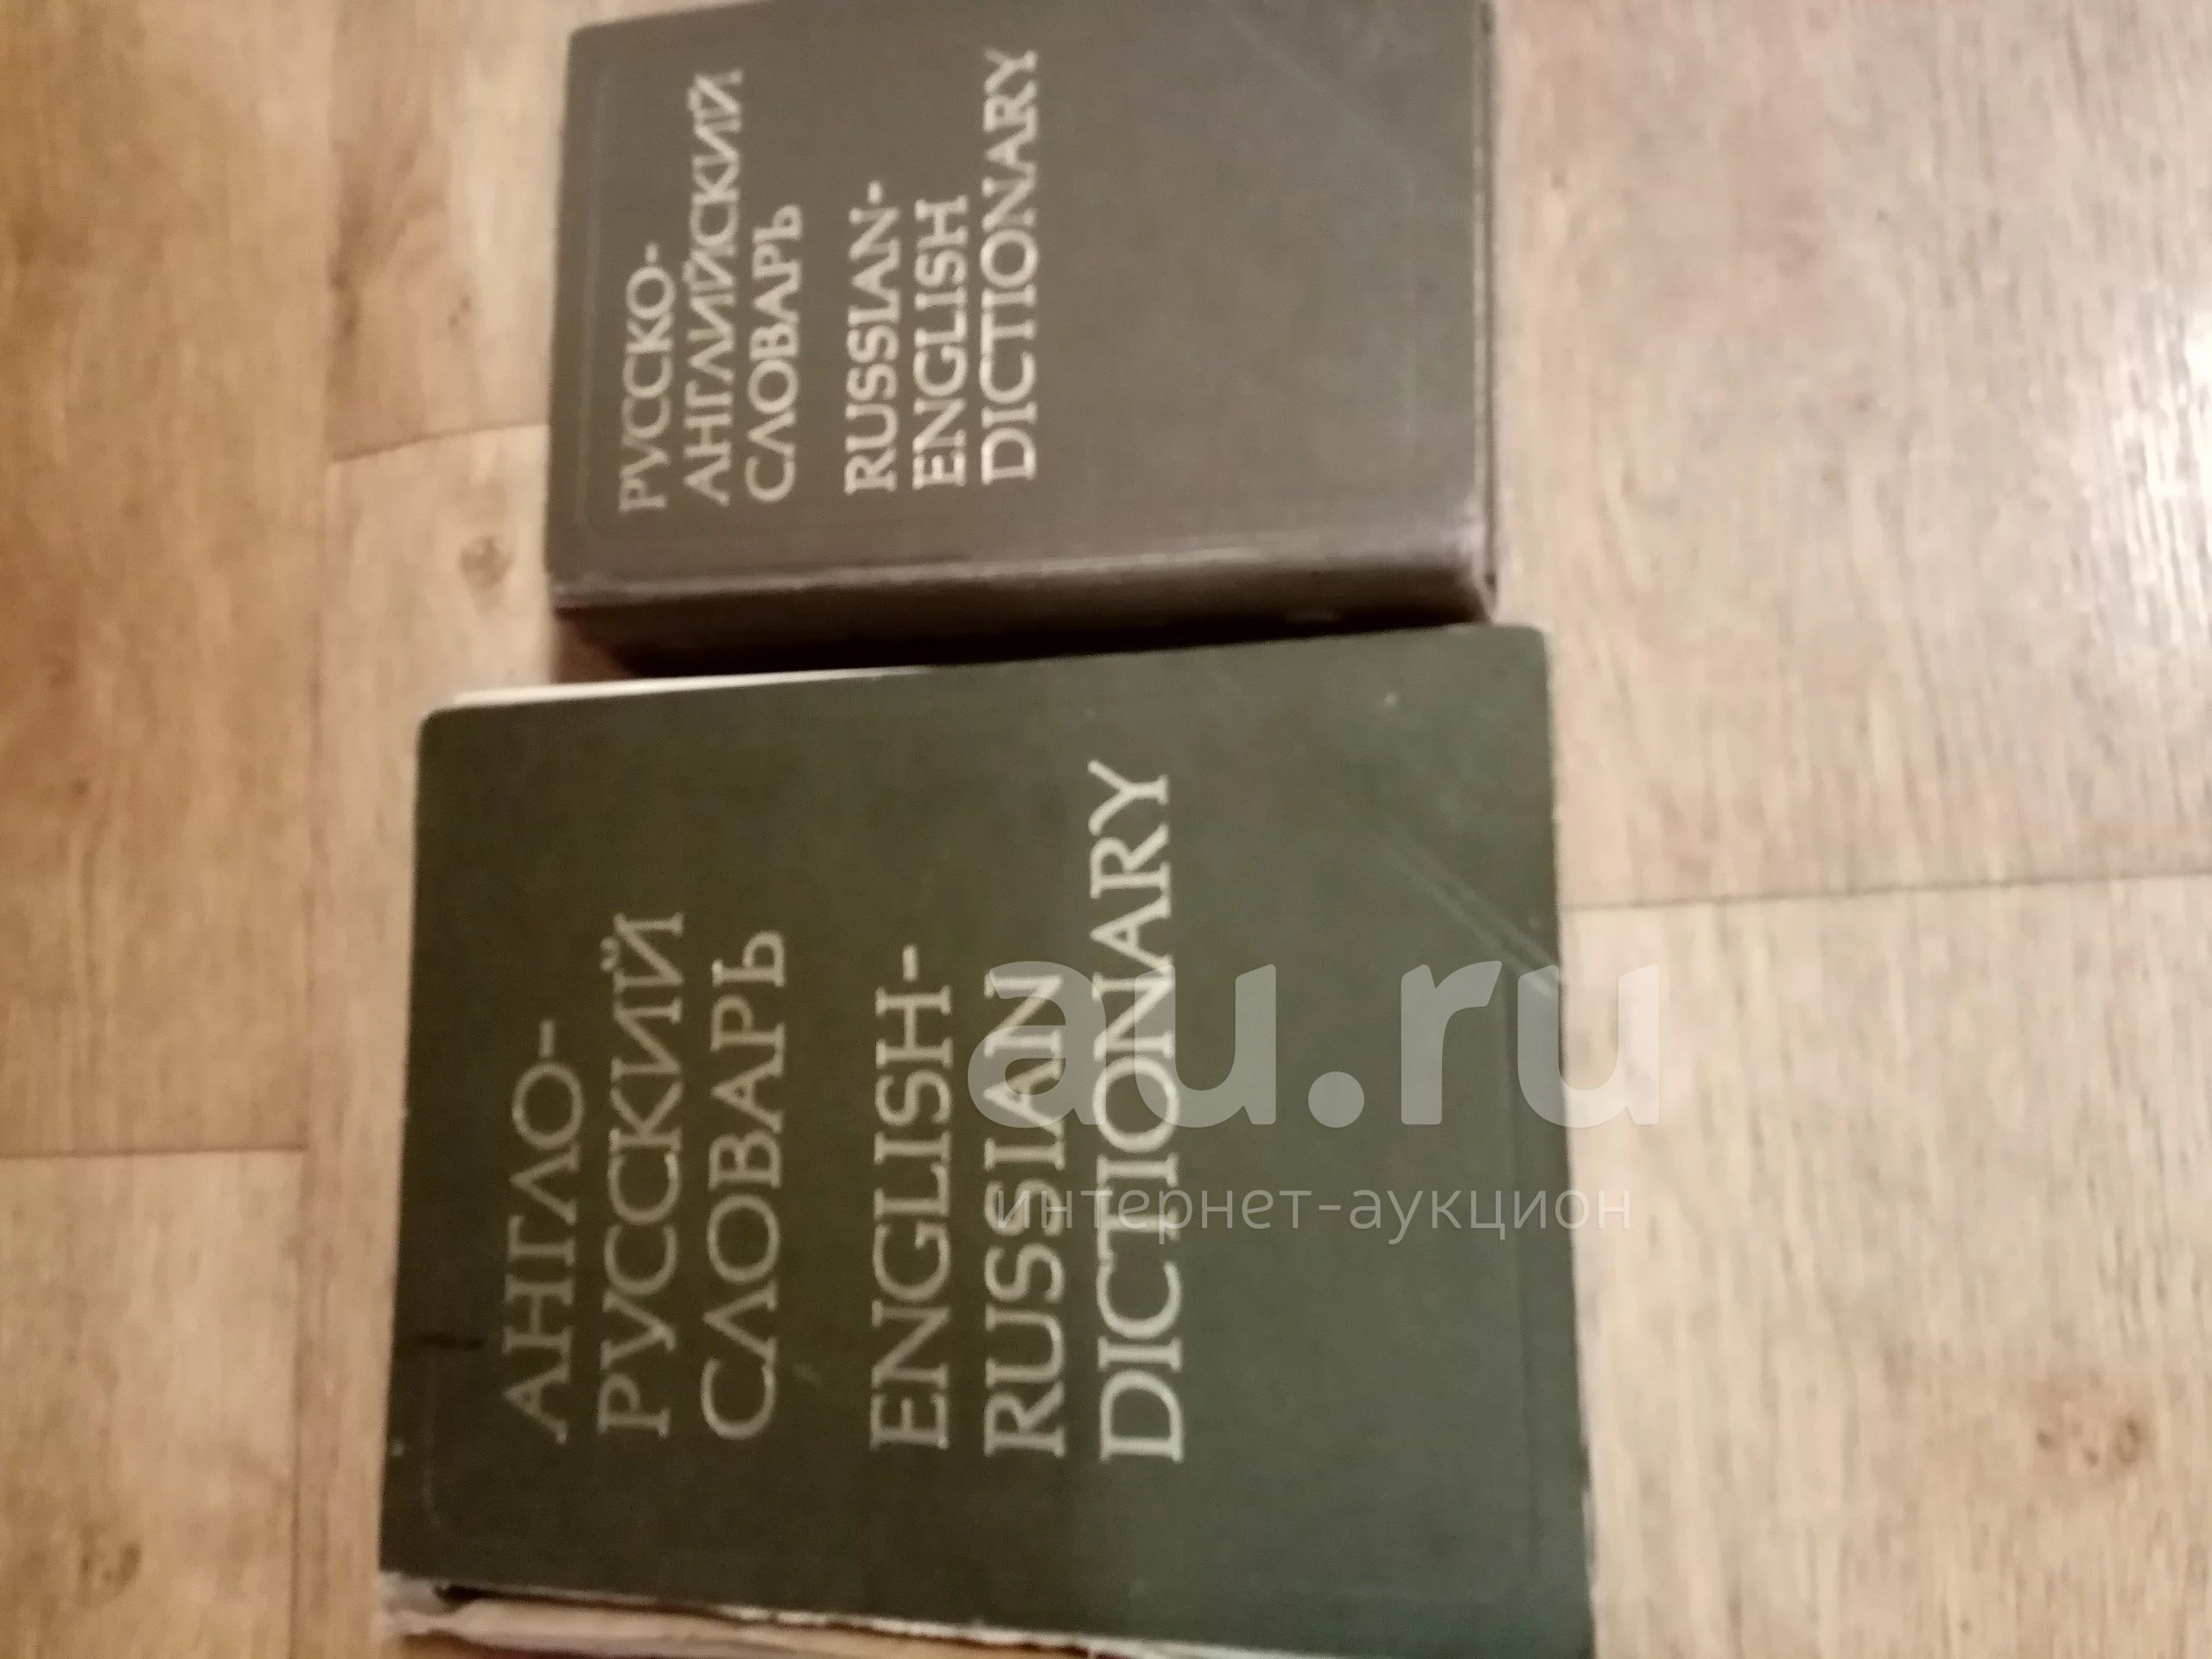 РУССКО-
АНГЛИЙСКИЙ
СЛОВАРЬ
RUSSIAN-
ENGLISH
DICTIONARY
АНГЛО-
РУССКИЙ
СЛОВАРЬ
ENGLISH-
RUSSIAN
DICTIONARY
au.ru
интернет-аукцион